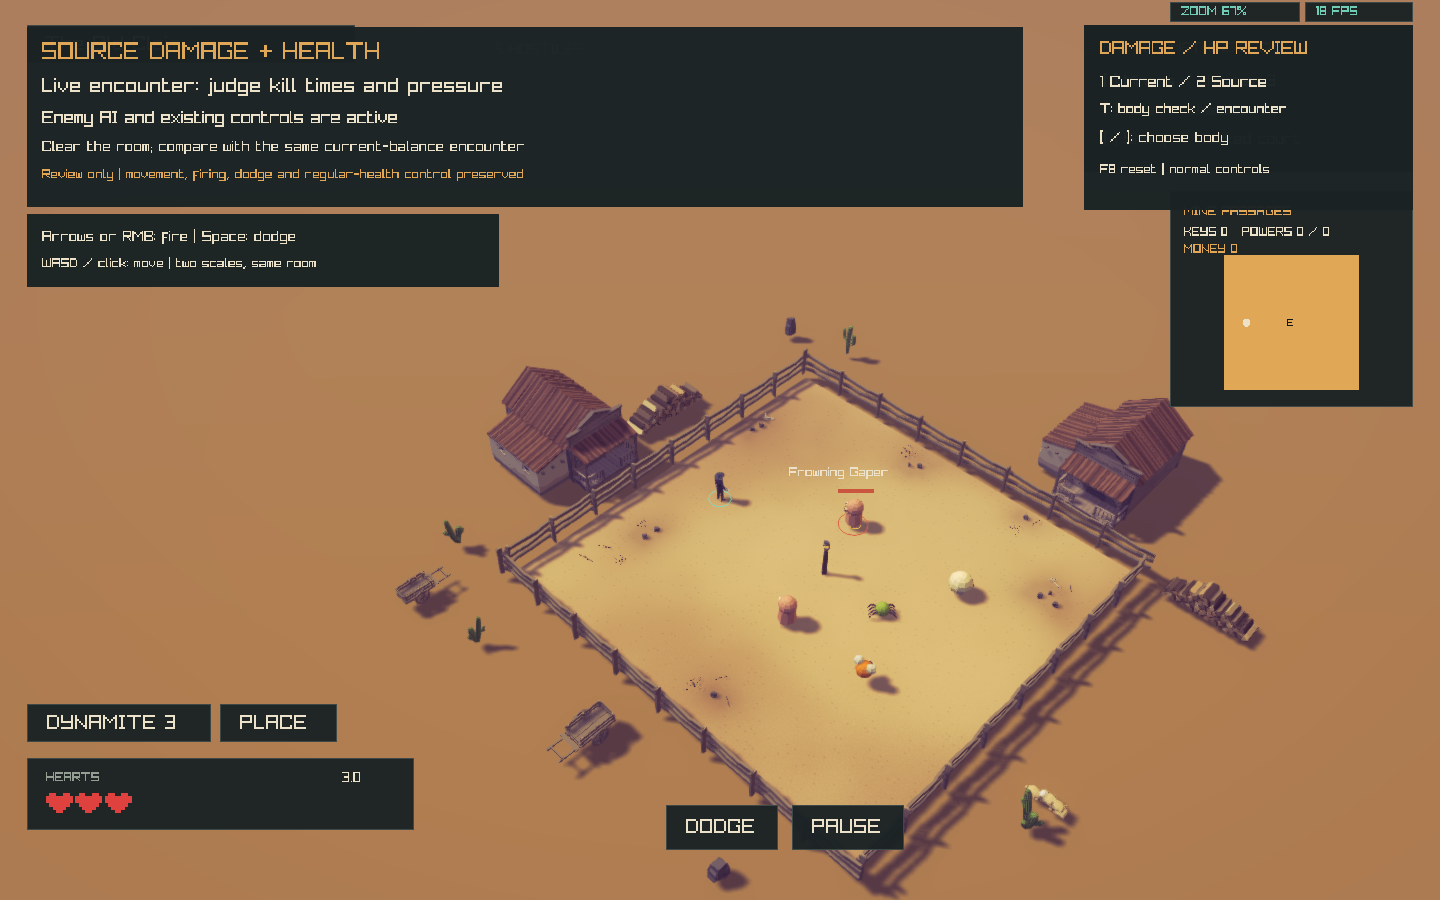 ZOOM 67%
18 FPS
SOURCE DAMAGE + HEALTH
Live encounter: judge kill times and pressure
Enemy AI and existing controls are active
Clear the room; compare with the same current-balance encounter
Review only | movement, firing, dodge and regular-health control preserved
DAMAGE / HP REVIEW
1 Current / 2 Source
T: body check / encounter
[ / ]: choose body
F8 reset | normal controls
Arrows or RMB: fire | Space: dodge
WASD / click: move | two scales, same room
MINE PASSAGES
KEYS 0 POWERS 0 / 0
MONEY 0
E
Frowning Gaper
DYNAMITE 3
PLACE
HEARTS
3.0
DODGE
PAUSE